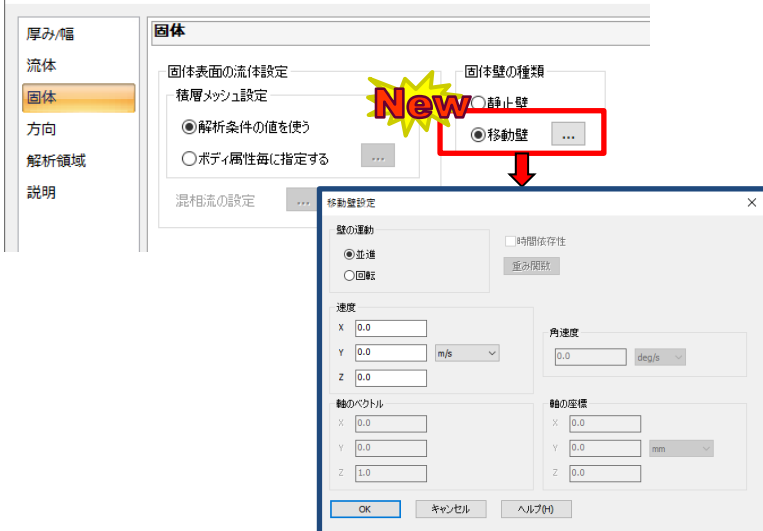 厚み/幅
流体
固体
方向
解析領域
説明
固体
固体表面の流体設定
積層メッシュ設定
解析条件の値を使う
ボディ属性毎に指定する
...
混相流の設定
...
固体壁の種類
静止壁
移動壁
...
New
移動壁設定
壁の運動
並進
回転
時間依存性
重み関数
速度
X 0.0
Y 0.0 m/s
Z 0.0
角速度
0.0 deg/s
軸のベクトル
X 0.0
Y 0.0
Z 1.0
軸の座標
X 0.0
Y 0.0 mm
Z 0.0
OK キャンセル ヘルプ(H)